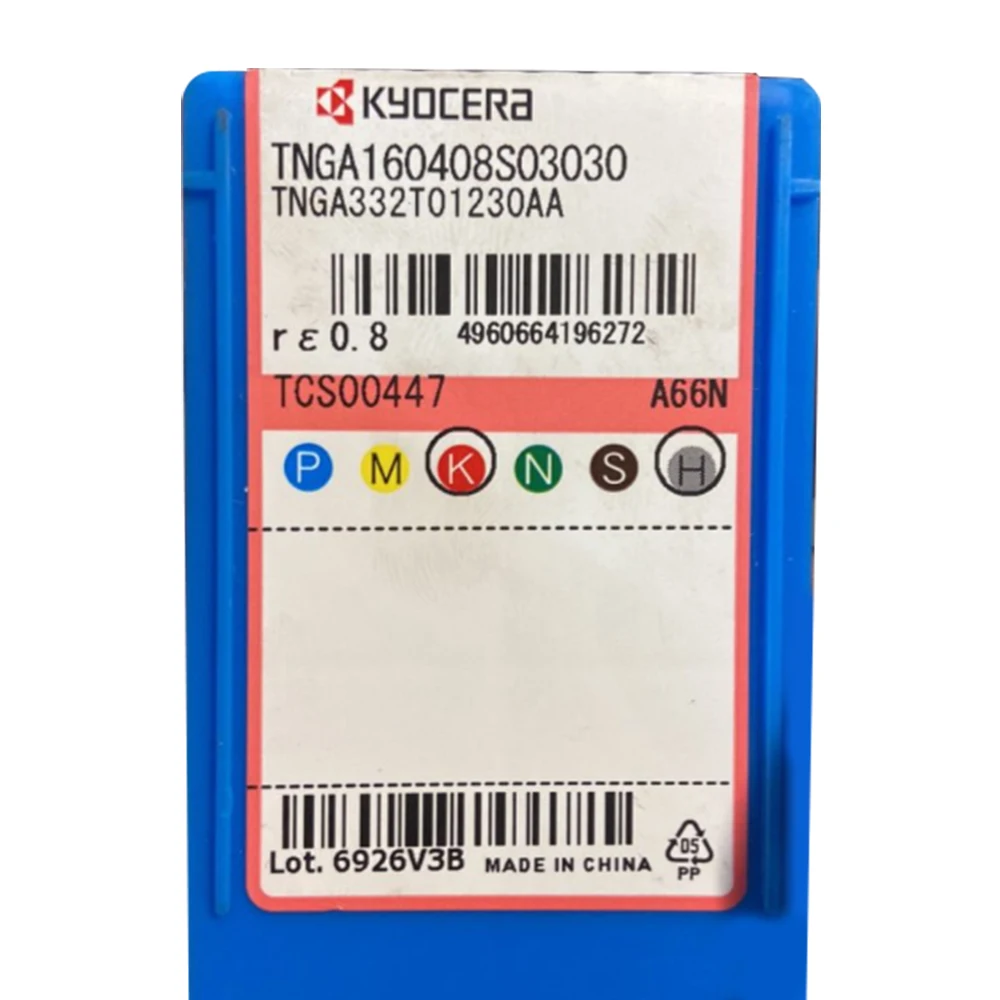 KYOCERA
TNGA160408S03030
TNGA332T01230AA
rε0.8 4960664196272
TCS00447 A66N
P M K N S H
Lot. 6926V3B MADE IN CHINA
05
PP